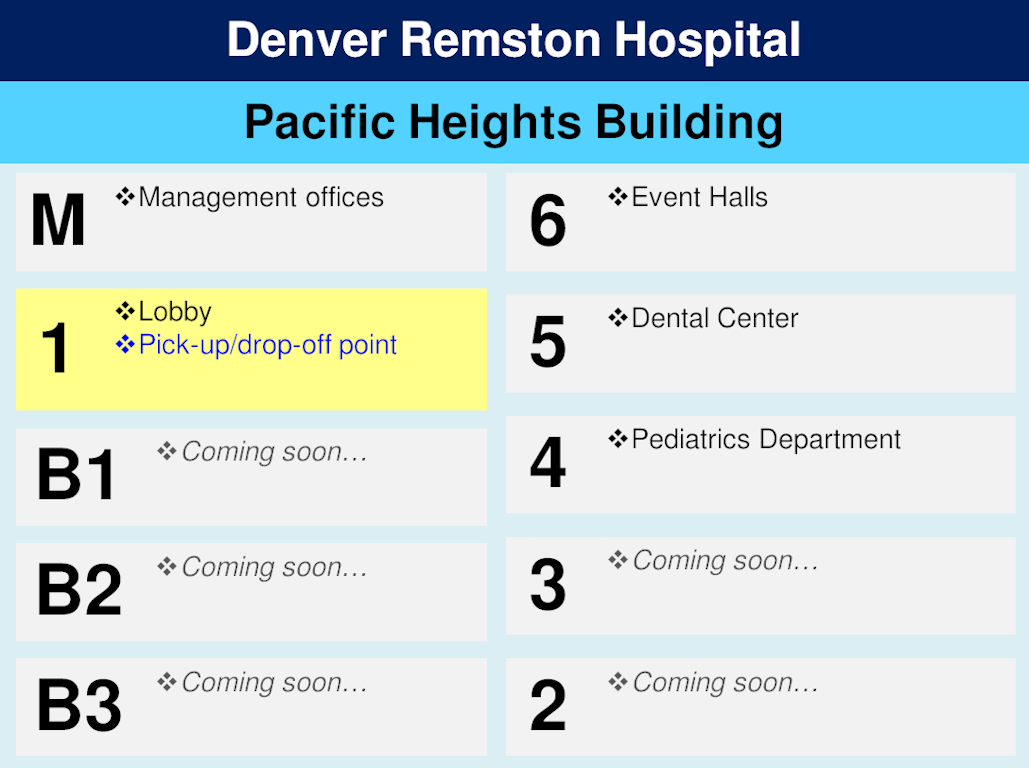 Denver Remston Hospital
Pacific Heights Building
M
❖Management offices
1
❖Lobby
❖Pick-up/drop-off point
B1
❖Coming soon…
B2
❖Coming soon…
B3
❖Coming soon…
6
❖Event Halls
5
❖Dental Center
4
❖Pediatrics Department
3
❖Coming soon…
2
❖Coming soon…